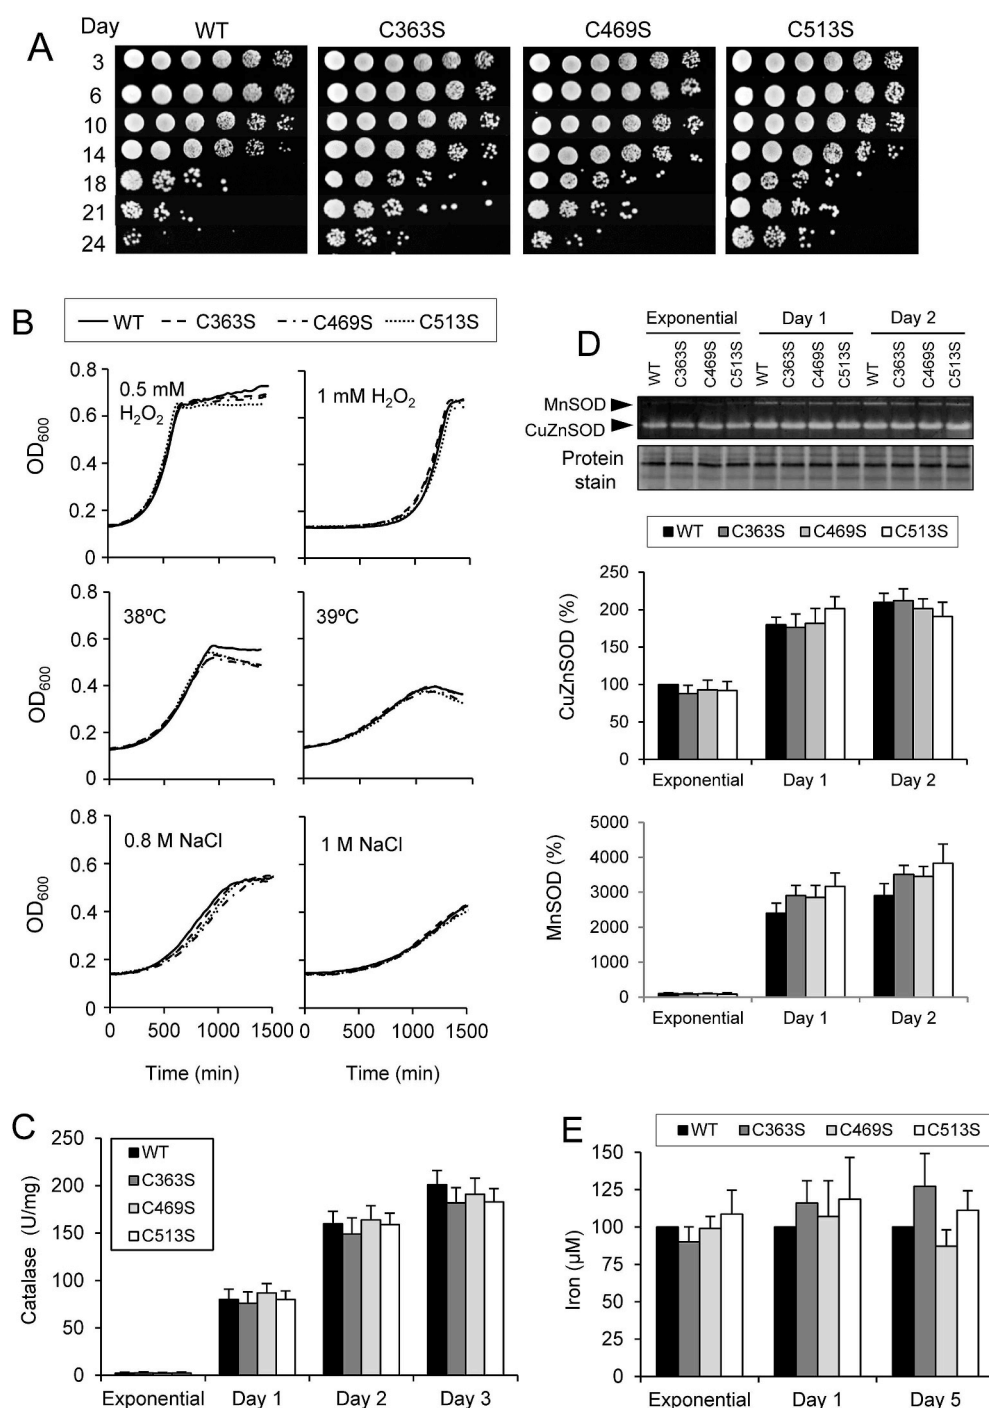 A
Day WT C363S C469S C513S
3
6
10
14
18
21
24
B
WT C363S C469S C513S
0.5 mM H₂O₂
1 mM H₂O₂
OD₆₀₀
0.8
0.6
0.4
0.2
0
38ºC
39ºC
OD₆₀₀
0.8
0.6
0.4
0.2
0
0.8 M NaCl
1 M NaCl
OD₆₀₀
0.8
0.6
0.4
0.2
0
0 500 1000 1500
0 500 1000 1500
Time (min)
Time (min)
C
WT
C363S
C469S
C513S
Catalase (U/mg)
250
200
150
100
50
0
Exponential Day 1 Day 2 Day 3
D
Exponential Day 1 Day 2
WT C363S C469S C513S WT C363S C469S C513S WT C363S C469S C513S
MnSOD
CuZnSOD
Protein
stain
WT C363S C469S C513S
CuZnSOD (%)
250
200
150
100
50
0
Exponential Day 1 Day 2
MnSOD (%)
5000
4000
3000
2000
1000
0
Exponential Day 1 Day 2
E
WT C363S C469S C513S
Iron (µM)
150
125
100
75
50
25
0
Exponential Day 1 Day 5